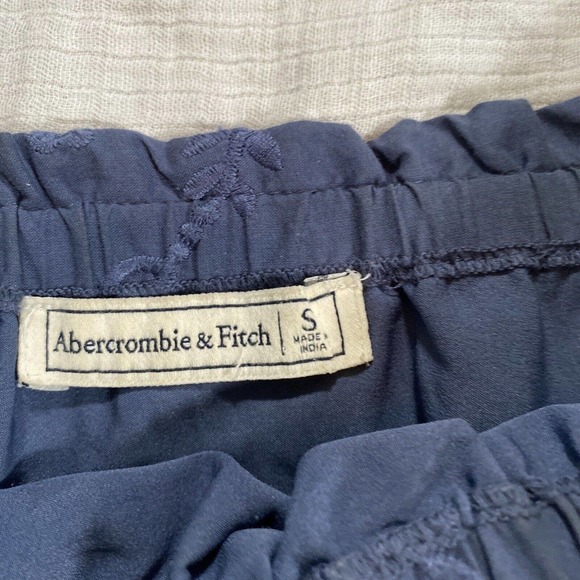 Abercrombie & Fitch
S
MADE IN
INDIA